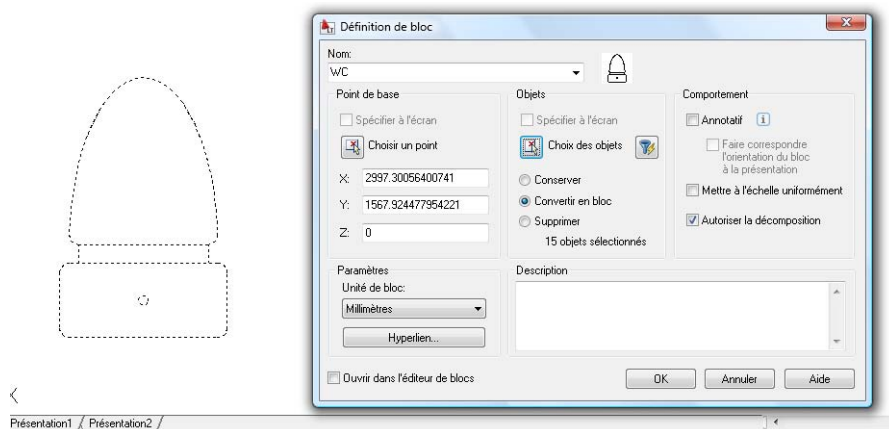 Définition de bloc
Nom:
WC
Point de base
Spécifier à l'écran
Choisir un point
X: 2997.30056400741
Y: 1567.924477954221
Z: 0
Objets
Spécifier à l'écran
Choix des objets
Conserver
Convertir en bloc
Supprimer
15 objets sélectionnés
Comportement
Annotatif
Faire correspondre
l'orientation du bloc
à la présentation
Mettre à l'échelle uniformément
Autoriser la décomposition
Paramètres
Unité de bloc:
Millimètres
Hyperlien...
Description
Ouvrir dans l'éditeur de blocs
OK Annuler Aide
Présentation1 / Présentation2 /